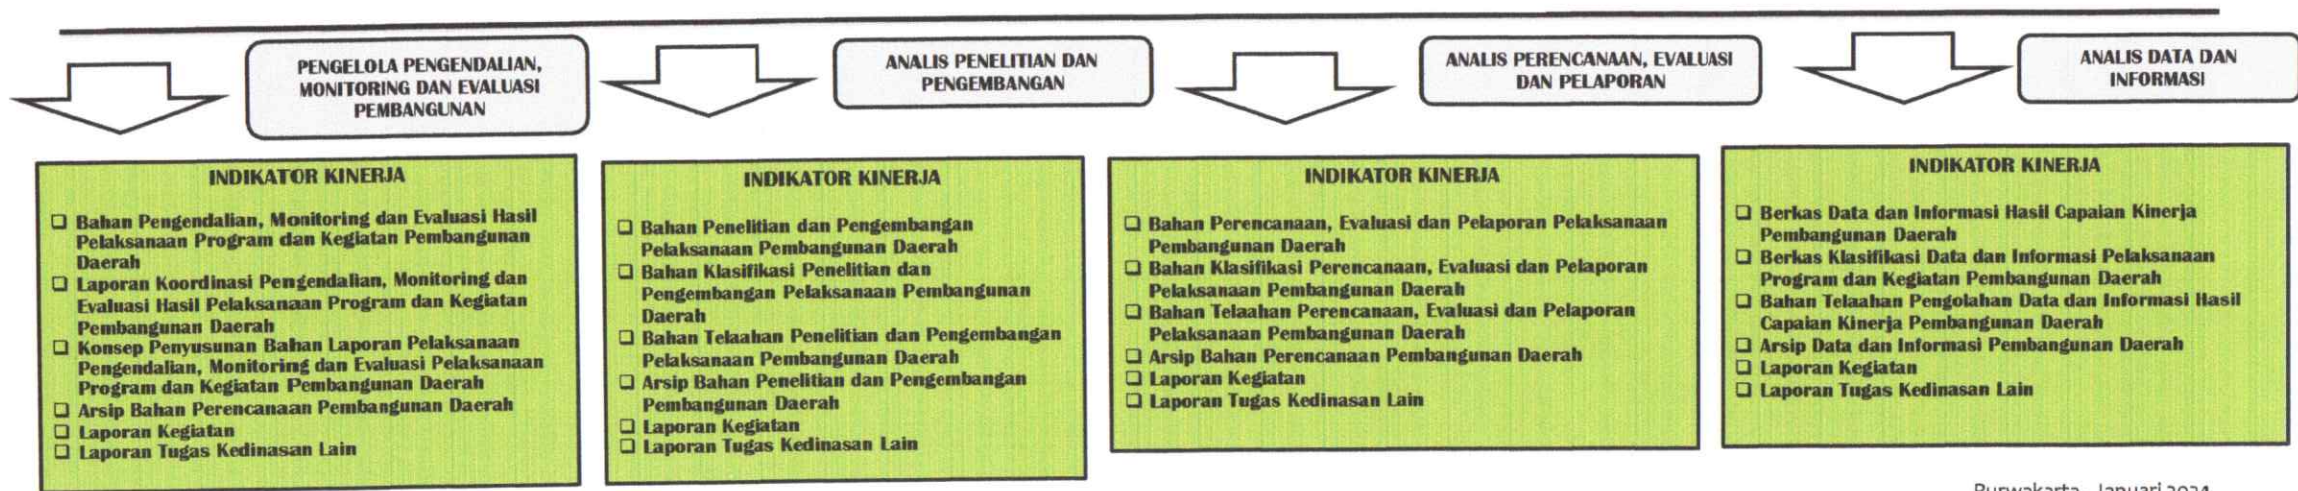 PENGELOLA PENGENDALIAN,
MONITORING DAN EVALUASI
PEMBANGUNAN
ANALIS PENELITIAN DAN
PENGEMBANGAN
ANALIS PERENCANAAN, EVALUASI
DAN PELAPORAN
ANALIS DATA DAN
INFORMASI
INDIKATOR KINERJA
❑ Bahan Pengendalian, Monitoring dan Evaluasi Hasil
Pelaksanaan Program dan Kegiatan Pembangunan
Daerah
❑ Laporan Koordinasi Pengendalian, Monitoring dan
Evaluasi Hasil Pelaksanaan Program dan Kegiatan
Pembangunan Daerah
❑ Konsep Penyusunan Bahan Laporan Pelaksanaan
Pengendalian, Monitoring dan Evaluasi Pelaksanaan
Program dan Kegiatan Pembangunan Daerah
❑ Arsip Bahan Perencanaan Pembangunan Daerah
❑ Laporan Kegiatan
❑ Laporan Tugas Kedinasan Lain
INDIKATOR KINERJA
❑ Bahan Penelitian dan Pengembangan
Pelaksanaan Pembangunan Daerah
❑ Bahan Klasifikasi Penelitian dan
Pengembangan Pelaksanaan Pembangunan
Daerah
❑ Bahan Telaahan Penelitian dan Pengembangan
Pelaksanaan Pembangunan Daerah
❑ Arsip Bahan Penelitian dan Pengembangan
Pembangunan Daerah
❑ Laporan Kegiatan
❑ Laporan Tugas Kedinasan Lain
INDIKATOR KINERJA
❑ Bahan Perencanaan, Evaluasi dan Pelaporan Pelaksanaan
Pembangunan Daerah
❑ Bahan Klasifikasi Perencanaan, Evaluasi dan Pelaporan
Pelaksanaan Pembangunan Daerah
❑ Bahan Telaahan Perencanaan, Evaluasi dan Pelaporan
Pelaksanaan Pembangunan Daerah
❑ Arsip Bahan Perencanaan Pembangunan Daerah
❑ Laporan Kegiatan
❑ Laporan Tugas Kedinasan Lain
INDIKATOR KINERJA
❑ Berkas Data dan Informasi Hasil Capaian Kinerja
Pembangunan Daerah
❑ Berkas Klasifikasi Data dan Informasi Pelaksanaan
Program dan Kegiatan Pembangunan Daerah
❑ Bahan Telaahan Pengolahan Data dan Informasi Hasil
Capaian Kinerja Pembangunan Daerah
❑ Arsip Data dan Informasi Pembangunan Daerah
❑ Laporan Kegiatan
❑ Laporan Tugas Kedinasan Lain
Purwakarta, Januari